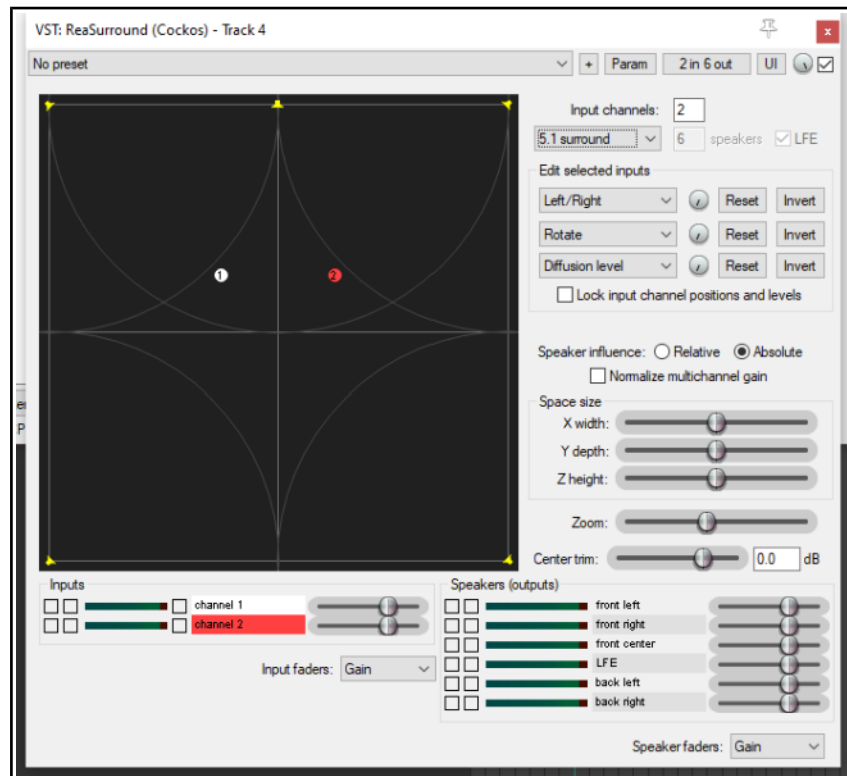 VST: ReaSurround (Cockos) - Track 4
x
No preset
+ Param 2 in 6 out UI
Input channels: 2
5.1 surround 6 speakers LFE
Edit selected inputs
Left/Right Reset Invert
Rotate Reset Invert
Diffusion level Reset Invert
Lock input channel positions and levels
1 2
Speaker influence: Relative Absolute
Normalize multichannel gain
Space size
X width:
Y depth:
Z height:
Zoom:
Center trim: 0.0 dB
Inputs
channel 1
channel 2
Input faders: Gain
Speakers (outputs)
front left
front right
front center
LFE
back left
back right
Speaker faders: Gain